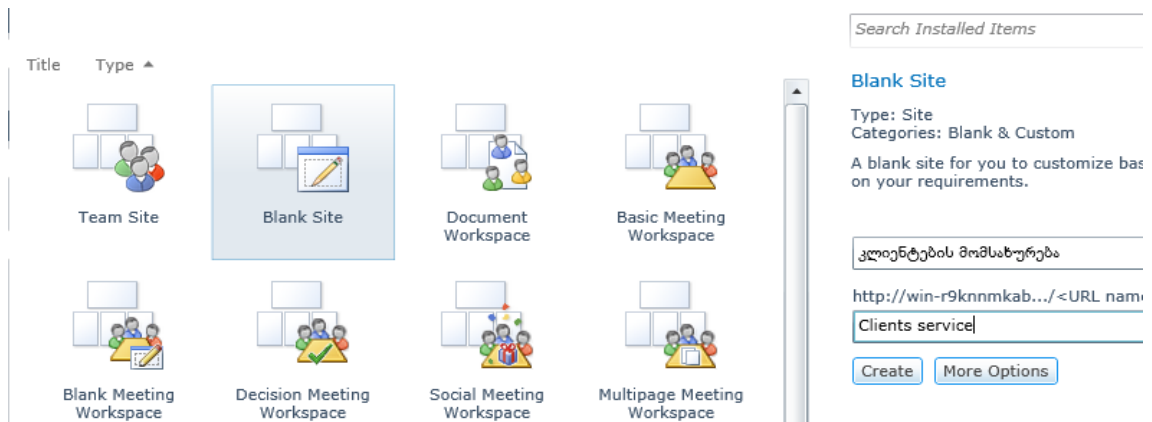 Search Installed Items
Title Type
Blank Site
Type: Site
Categories: Blank & Custom
A blank site for you to customize bas
on your requirements.
Team Site
Blank Site
Document
Workspace
Basic Meeting
Workspace
კლიენტების მომსახურება
http://win-r9knnmkab.../<URL name
Clients service
Create More Options
Blank Meeting
Workspace
Decision Meeting
Workspace
Social Meeting
Workspace
Multipage Meeting
Workspace